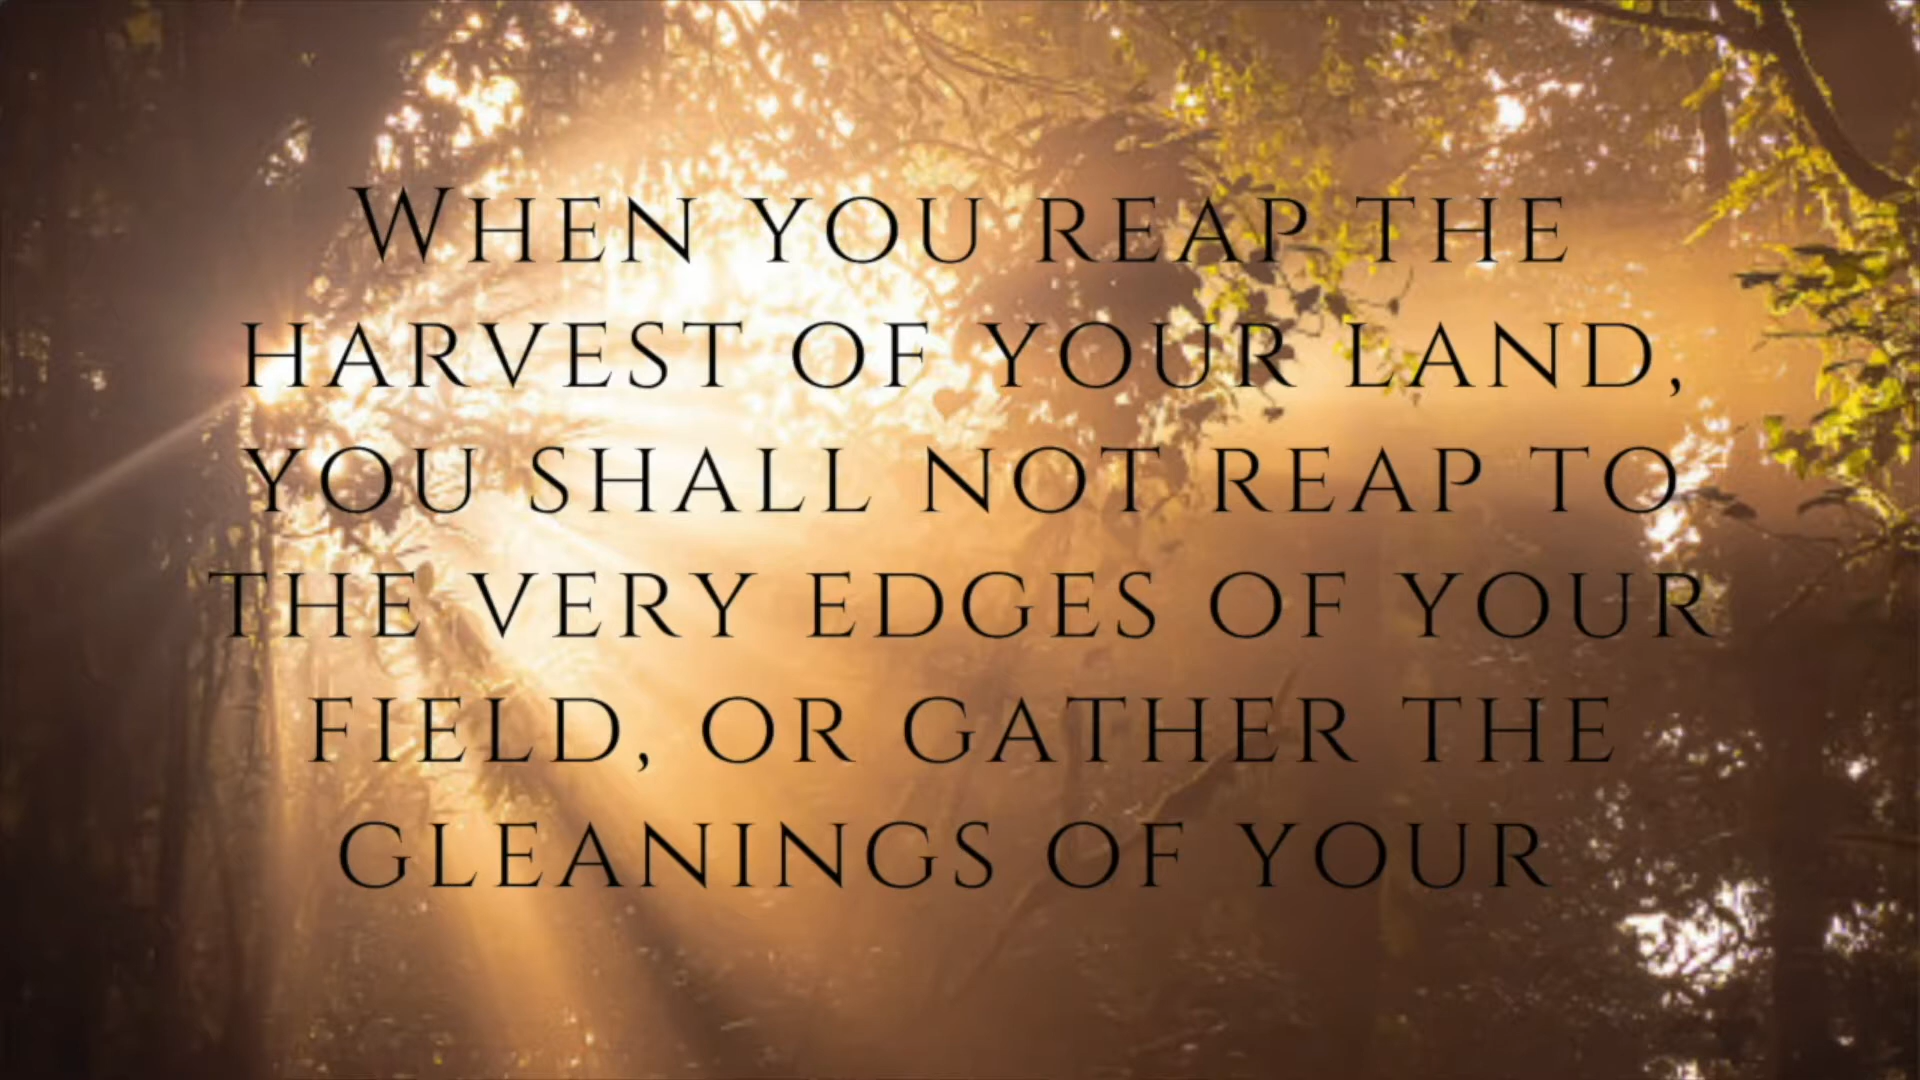 When you reap the
harvest of your land,
you shall not reap to
the very edges of your
field, or gather the
gleanings of your